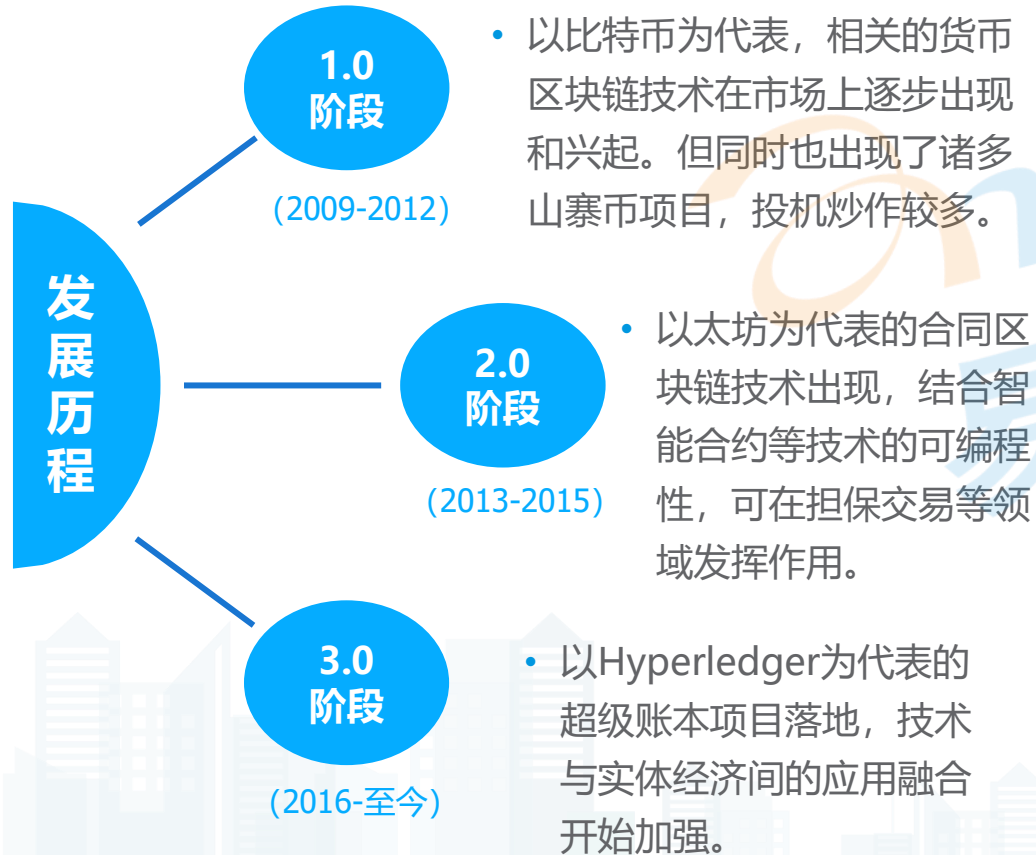 发
展
历
程
1.0
阶段
(2009-2012)
• 以比特币为代表，相关的货币
区块链技术在市场上逐步出现
和兴起。但同时也出现了诸多
山寨币项目，投机炒作较多。
2.0
阶段
(2013-2015)
• 以太坊为代表的合同区
块链技术出现，结合智
能合约等技术的可编程
性，可在担保交易等领
域发挥作用。
3.0
阶段
(2016-至今)
• 以Hyperledger为代表的
超级账本项目落地，技术
与实体经济间的应用融合
开始加强。